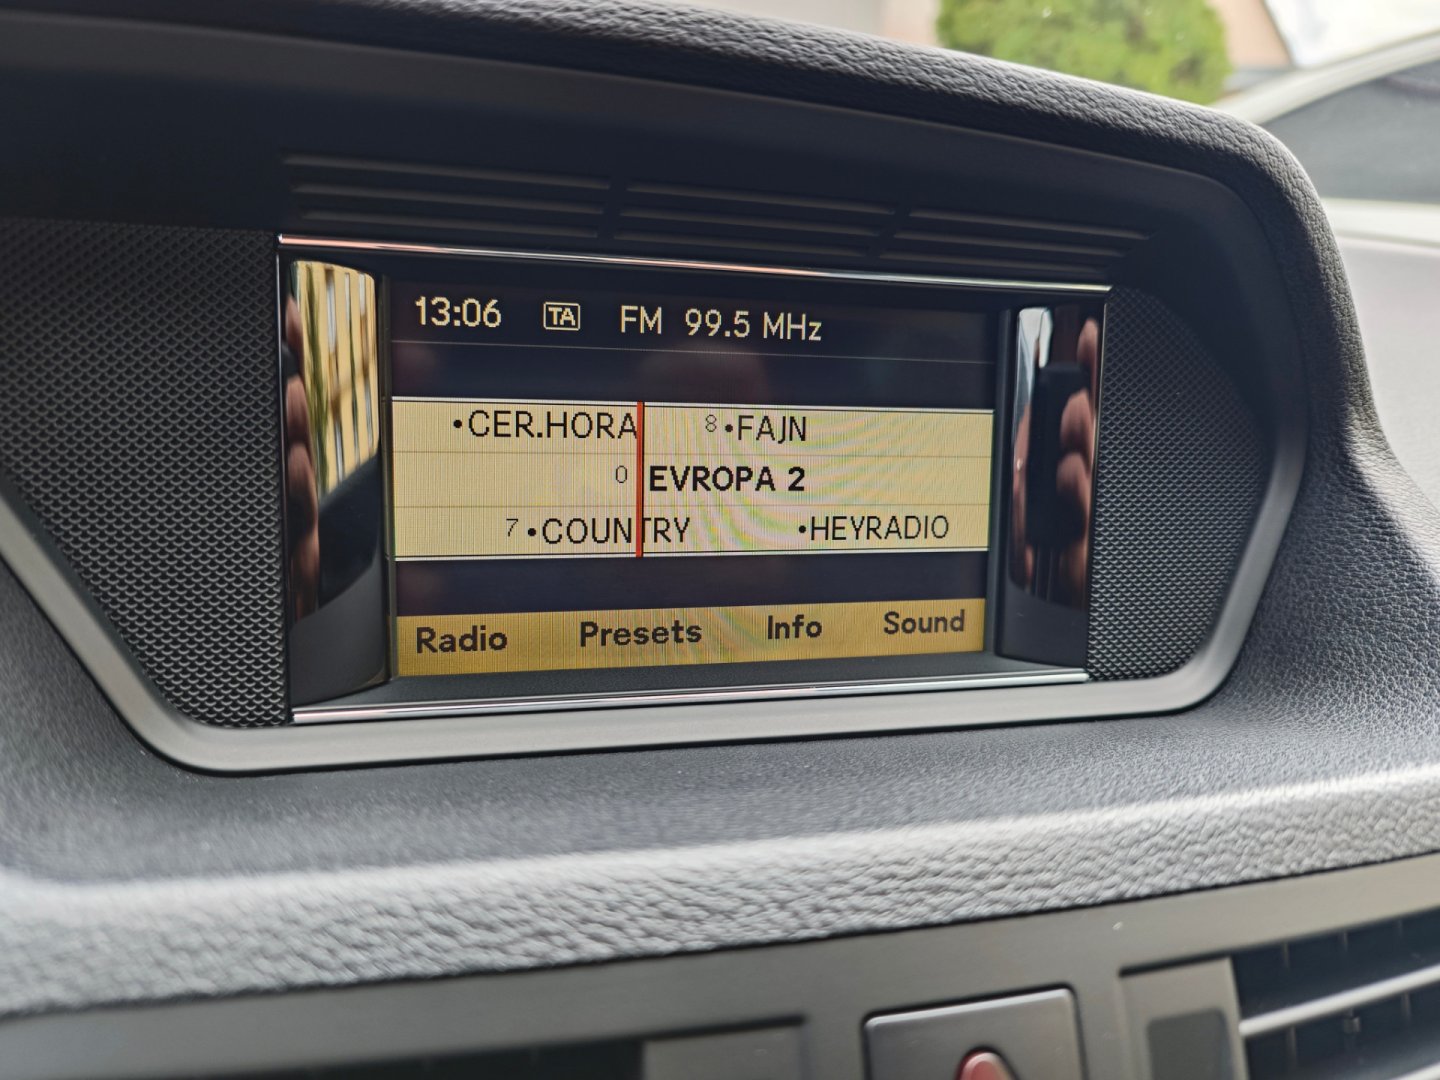 13:06 TA FM 99.5 MHz
•CER.HORA 8 •FAJN
0 EVROPA 2
7 •COUNTRY •HEYRADIO
Radio Presets Info Sound